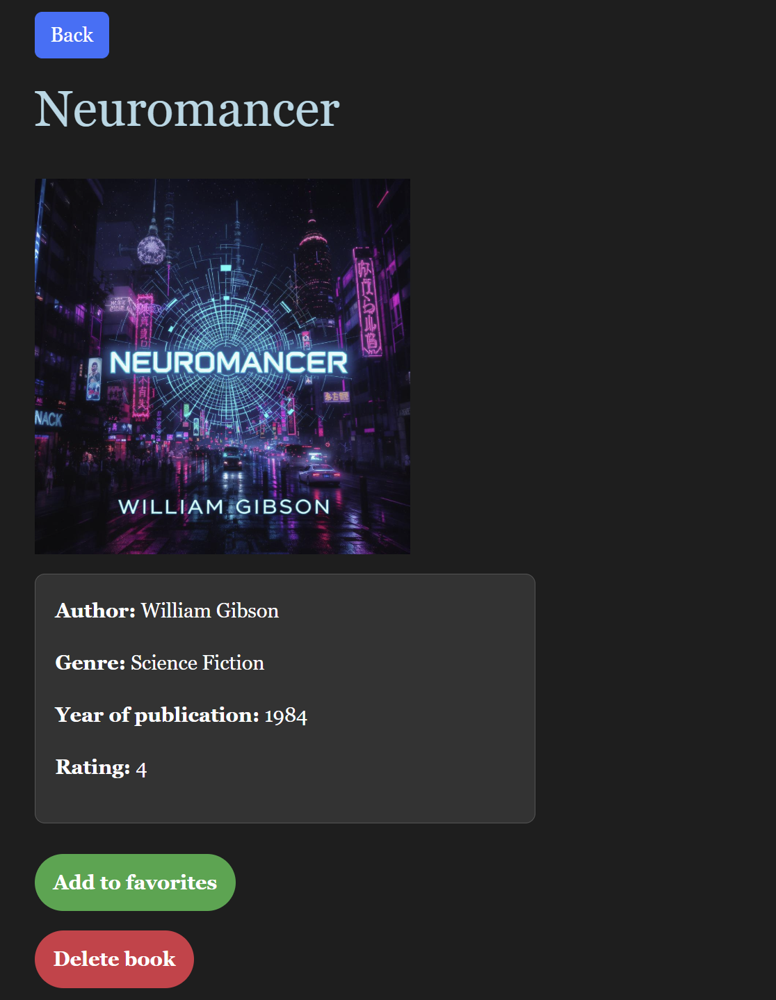 Back
Neuromancer
NEUROMANCER
NACK
WILLIAM GIBSON
Author: William Gibson
Genre: Science Fiction
Year of publication: 1984
Rating: 4
Add to favorites
Delete book